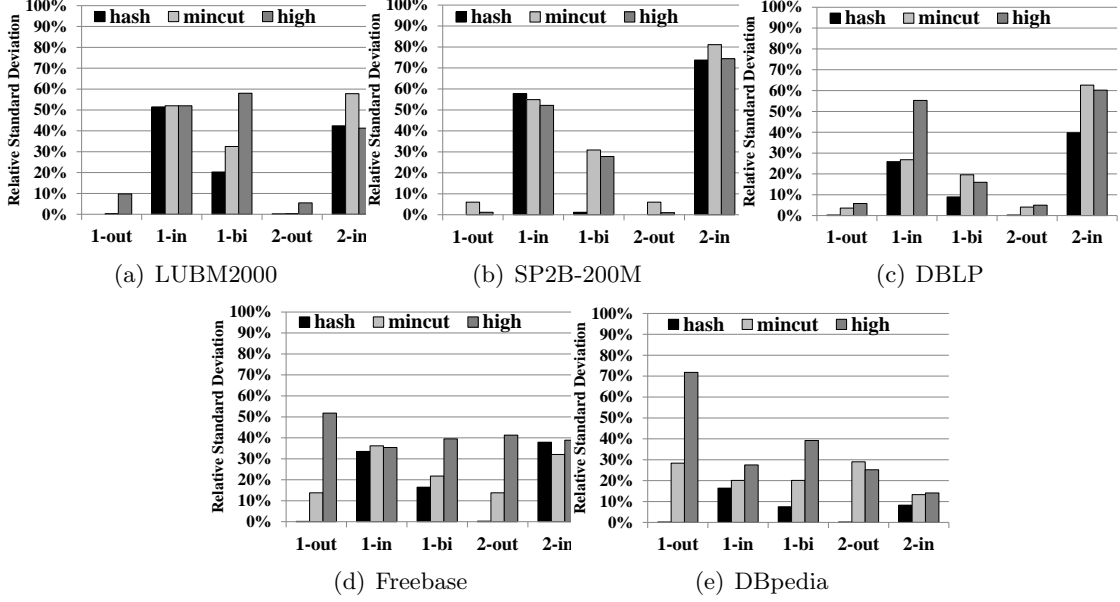 hash mincut high
Relative Standard Deviation
100%
90%
80%
70%
60%
50%
40%
30%
20%
10%
0%
1-out 1-in 1-bi 2-out 2-in
(a) LUBM2000
hash mincut high
Relative Standard Deviation
100%
90%
80%
70%
60%
50%
40%
30%
20%
10%
0%
1-out 1-in 1-bi 2-out 2-in
(b) SP2B-200M
hash mincut high
Relative Standard Deviation
100%
90%
80%
70%
60%
50%
40%
30%
20%
10%
0%
1-out 1-in 1-bi 2-out 2-in
(c) DBLP
hash mincut high
Relative Standard Deviation
100%
90%
80%
70%
60%
50%
40%
30%
20%
10%
0%
1-out 1-in 1-bi 2-out 2-in
(d) Freebase
hash mincut high
Relative Standard Deviation
100%
90%
80%
70%
60%
50%
40%
30%
20%
10%
0%
1-out 1-in 1-bi 2-out 2-in
(e) DBpedia